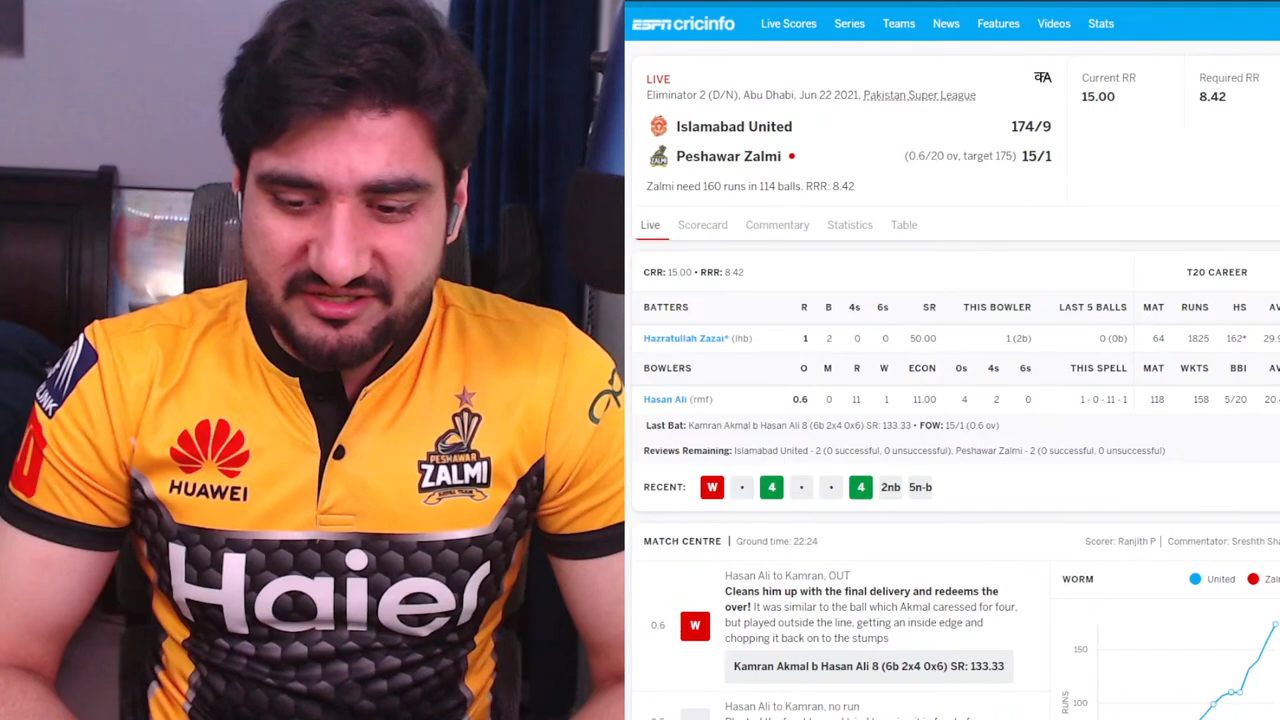 HUAWEI
PESHAWAR
ZALMI
Haier
ESPN cricinfo
Live Scores Series Teams News Features Videos Stats
LIVE
Eliminator 2 (D/N), Abu Dhabi, Jun 22 2021, Pakistan Super League
Islamabad United 174/9
Peshawar Zalmi (0.6/20 ov, target 175) 15/1
Zalmi need 160 runs in 114 balls. RRR: 8.42
Current RR Required RR
15.00 8.42
Live Scorecard Commentary Statistics Table
CRR: 15.00 • RRR: 8.42 T20 CAREER
BATTERS R B 4s 6s SR THIS BOWLER LAST 5 BALLS MAT RUNS HS
Hazratullah Zazai* (lhb) 1 2 0 0 50.00 1 (2b) 0 (0b) 64 1825 162* 29.9
BOWLERS O M R W ECON 0s 4s 6s THIS SPELL MAT WKTS BBI
Hasan Ali (rmf) 0.6 0 11 1 11.00 4 2 0 1 - 0 - 11 - 1 118 158 5/20 20.
Last Bat: Kamran Akmal b Hasan Ali 8 (6b 2x4 0x6) SR: 133.33 • FOW: 15/1 (0.6 ov)
Reviews Remaining: Islamabad United - 2 (0 successful, 0 unsuccessful), Peshawar Zalmi - 2 (0 successful, 0 unsuccessful)
RECENT: W • 4 • • 4 2nb 5n-b
MATCH CENTRE | Ground time: 22:24 Scorer: Ranjith P | Commentator: Sreshth Sha
Hasan Ali to Kamran, OUT
Cleans him up with the final delivery and redeems the
over! It was similar to the ball which Akmal caressed for four,
but played outside the line, getting an inside edge and
chopping it back on to the stumps
0.6 W
Kamran Akmal b Hasan Ali 8 (6b 2x4 0x6) SR: 133.33
Hasan Ali to Kamran, no run
WORM United Zal
150
100
RUNS